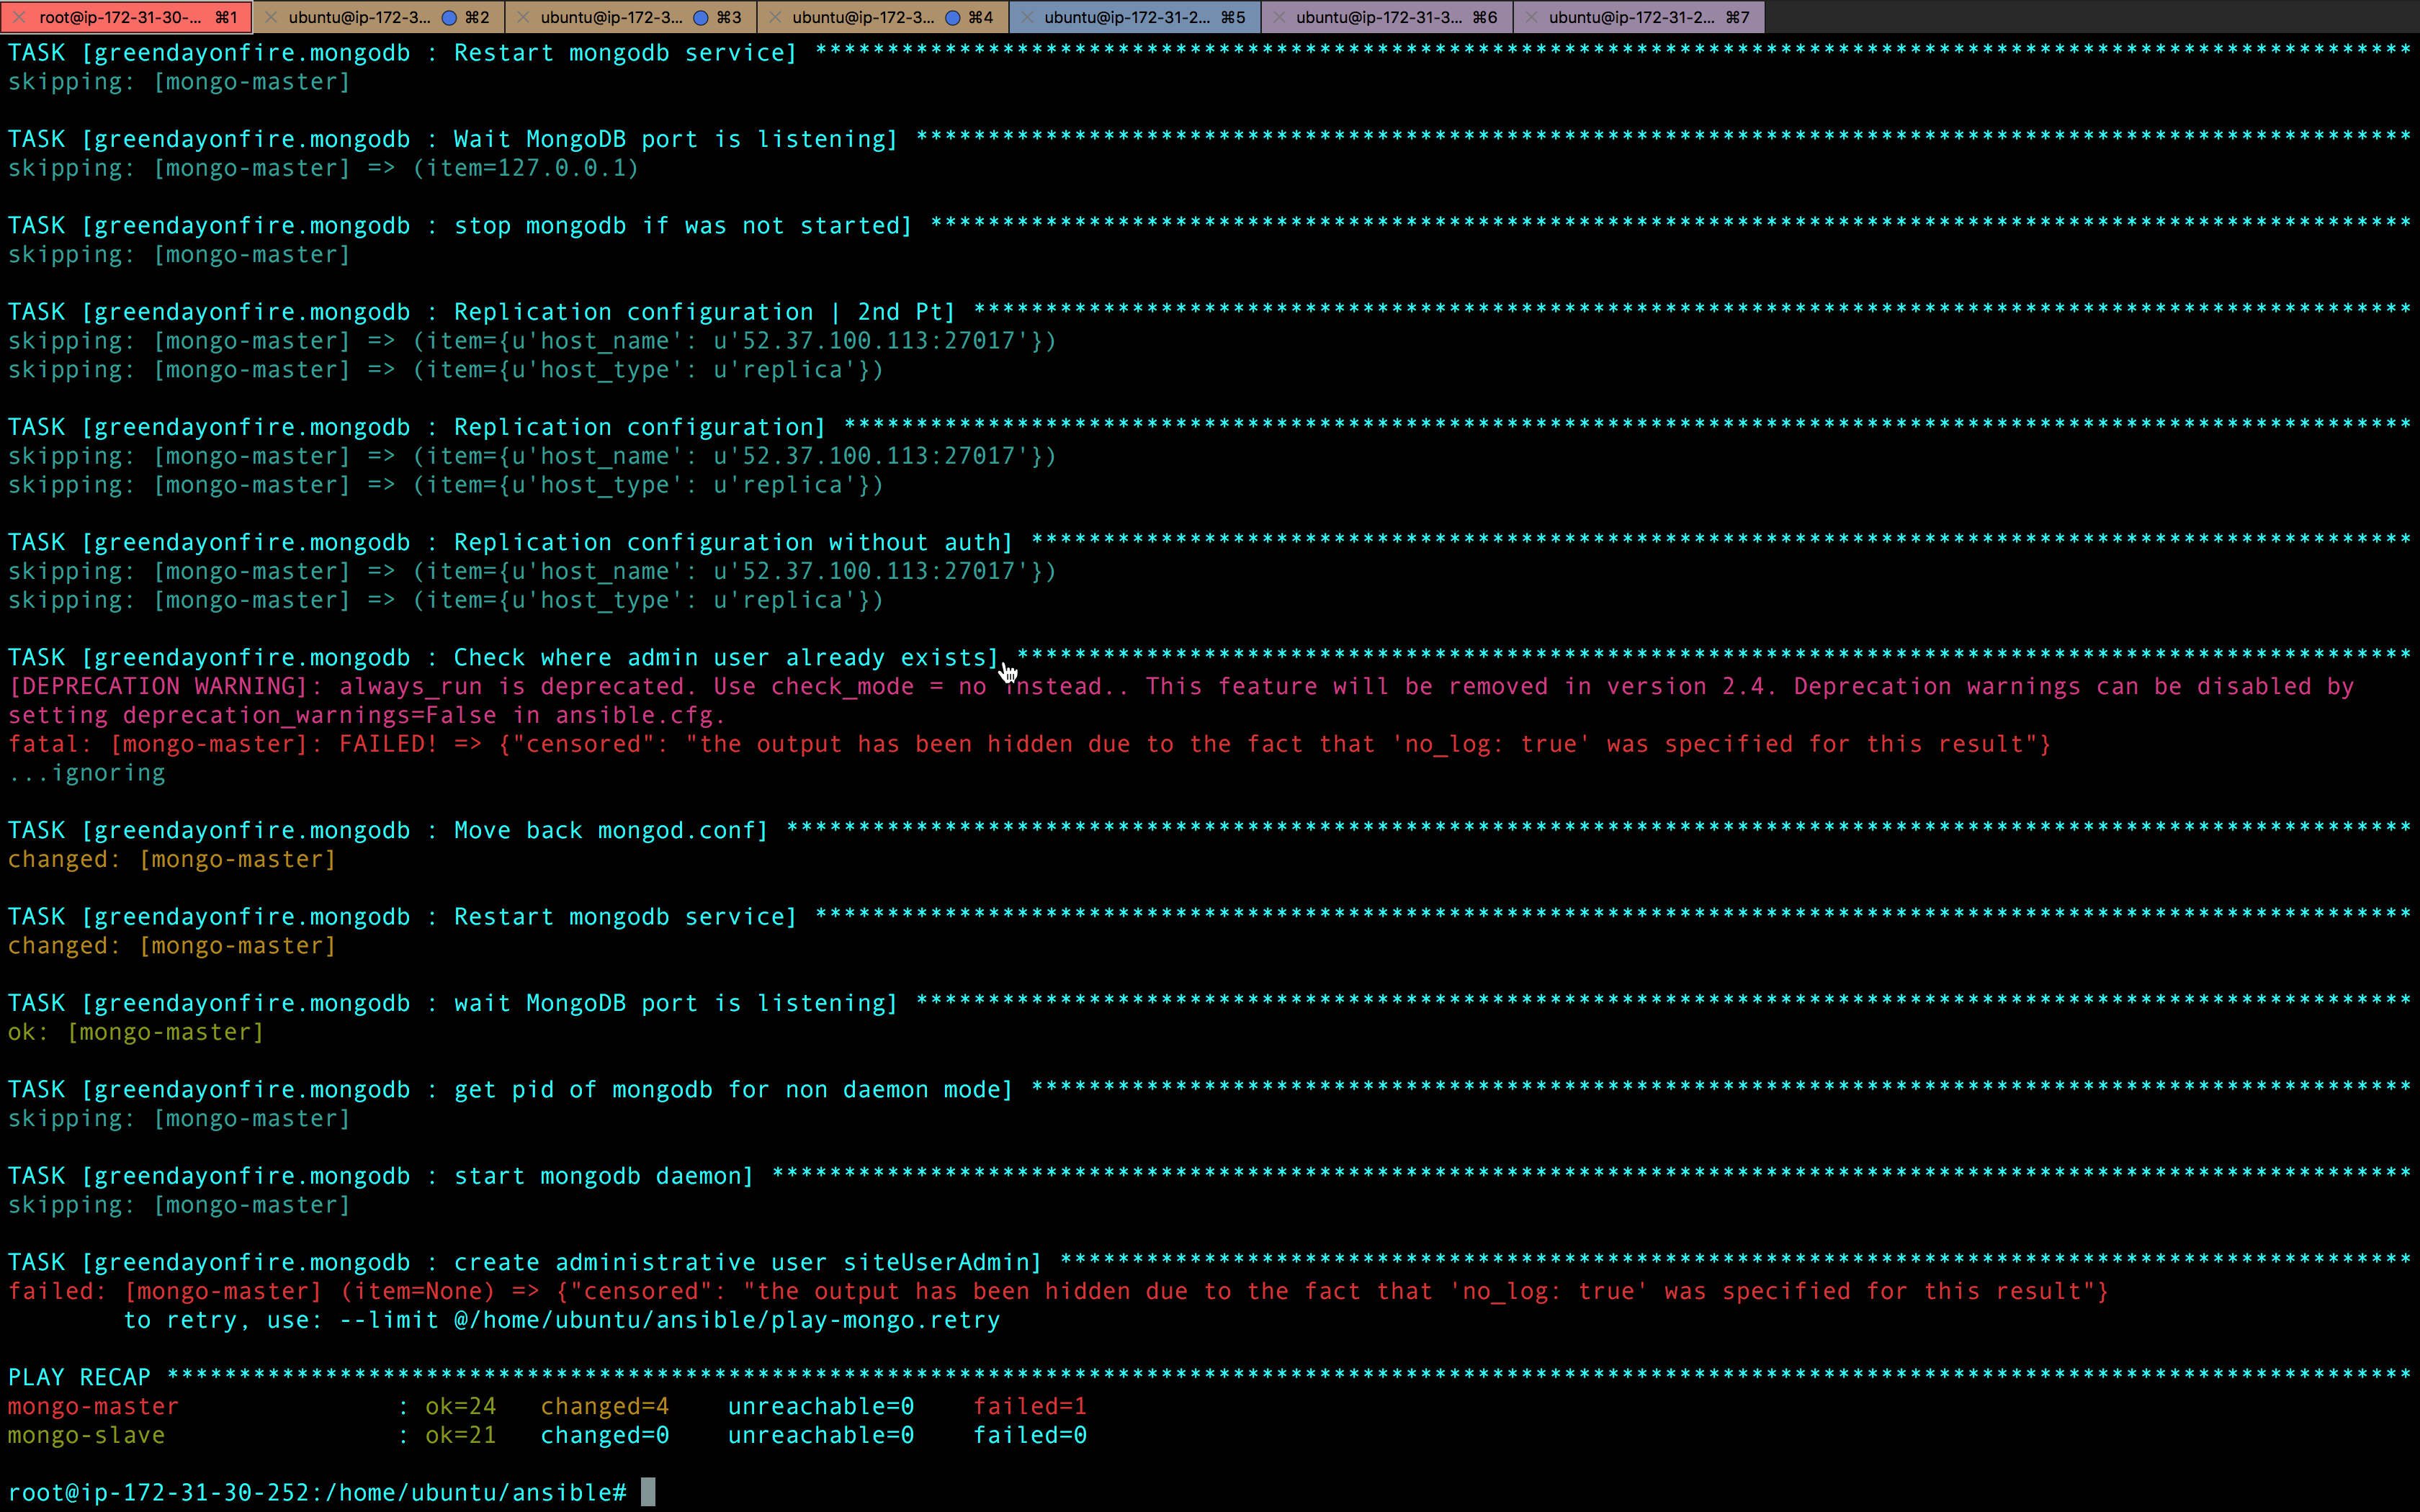 root@ip-172-31-30-... ⌘1 ubuntu@ip-172-3... ⌘2 ubuntu@ip-172-3... ⌘3 ubuntu@ip-172-3... ⌘4 ubuntu@ip-172-31-2... ⌘5 ubuntu@ip-172-31-3... ⌘6 ubuntu@ip-172-31-2... ⌘7
TASK [greendayonfire.mongodb : Restart mongodb service] **************************************************************************************************************
skipping: [mongo-master]
TASK [greendayonfire.mongodb : Wait MongoDB port is listening] *******************************************************************************************************
skipping: [mongo-master] => (item=127.0.0.1)
TASK [greendayonfire.mongodb : stop mongodb if was not started] ******************************************************************************************************
skipping: [mongo-master]
TASK [greendayonfire.mongodb : Replication configuration | 2nd Pt] ***************************************************************************************************
skipping: [mongo-master] => (item={u'host_name': u'52.37.100.113:27017'})
skipping: [mongo-master] => (item={u'host_type': u'replica'})
TASK [greendayonfire.mongodb : Replication configuration] ************************************************************************************************************
skipping: [mongo-master] => (item={u'host_name': u'52.37.100.113:27017'})
skipping: [mongo-master] => (item={u'host_type': u'replica'})
TASK [greendayonfire.mongodb : Replication configuration without auth] ***********************************************************************************************
skipping: [mongo-master] => (item={u'host_name': u'52.37.100.113:27017'})
skipping: [mongo-master] => (item={u'host_type': u'replica'})
TASK [greendayonfire.mongodb : Check where admin user already exists] ************************************************************************************************
[DEPRECATION WARNING]: always_run is deprecated. Use check_mode = no instead.. This feature will be removed in version 2.4. Deprecation warnings can be disabled by
setting deprecation_warnings=False in ansible.cfg.
fatal: [mongo-master]: FAILED! => {"censored": "the output has been hidden due to the fact that 'no_log: true' was specified for this result"}
...ignoring
TASK [greendayonfire.mongodb : Move back mongod.conf] ****************************************************************************************************************
changed: [mongo-master]
TASK [greendayonfire.mongodb : Restart mongodb service] **************************************************************************************************************
changed: [mongo-master]
TASK [greendayonfire.mongodb : wait MongoDB port is listening] *******************************************************************************************************
ok: [mongo-master]
TASK [greendayonfire.mongodb : get pid of mongodb for non daemon mode] ***********************************************************************************************
skipping: [mongo-master]
TASK [greendayonfire.mongodb : start mongodb daemon] *****************************************************************************************************************
skipping: [mongo-master]
TASK [greendayonfire.mongodb : create administrative user siteUserAdmin] *********************************************************************************************
failed: [mongo-master] (item=None) => {"censored": "the output has been hidden due to the fact that 'no_log: true' was specified for this result"}
to retry, use: --limit @/home/ubuntu/ansible/play-mongo.retry
PLAY RECAP ***********************************************************************************************************************************************************
mongo-master : ok=24 changed=4 unreachable=0 failed=1
mongo-slave : ok=21 changed=0 unreachable=0 failed=0
root@ip-172-31-30-252:/home/ubuntu/ansible#